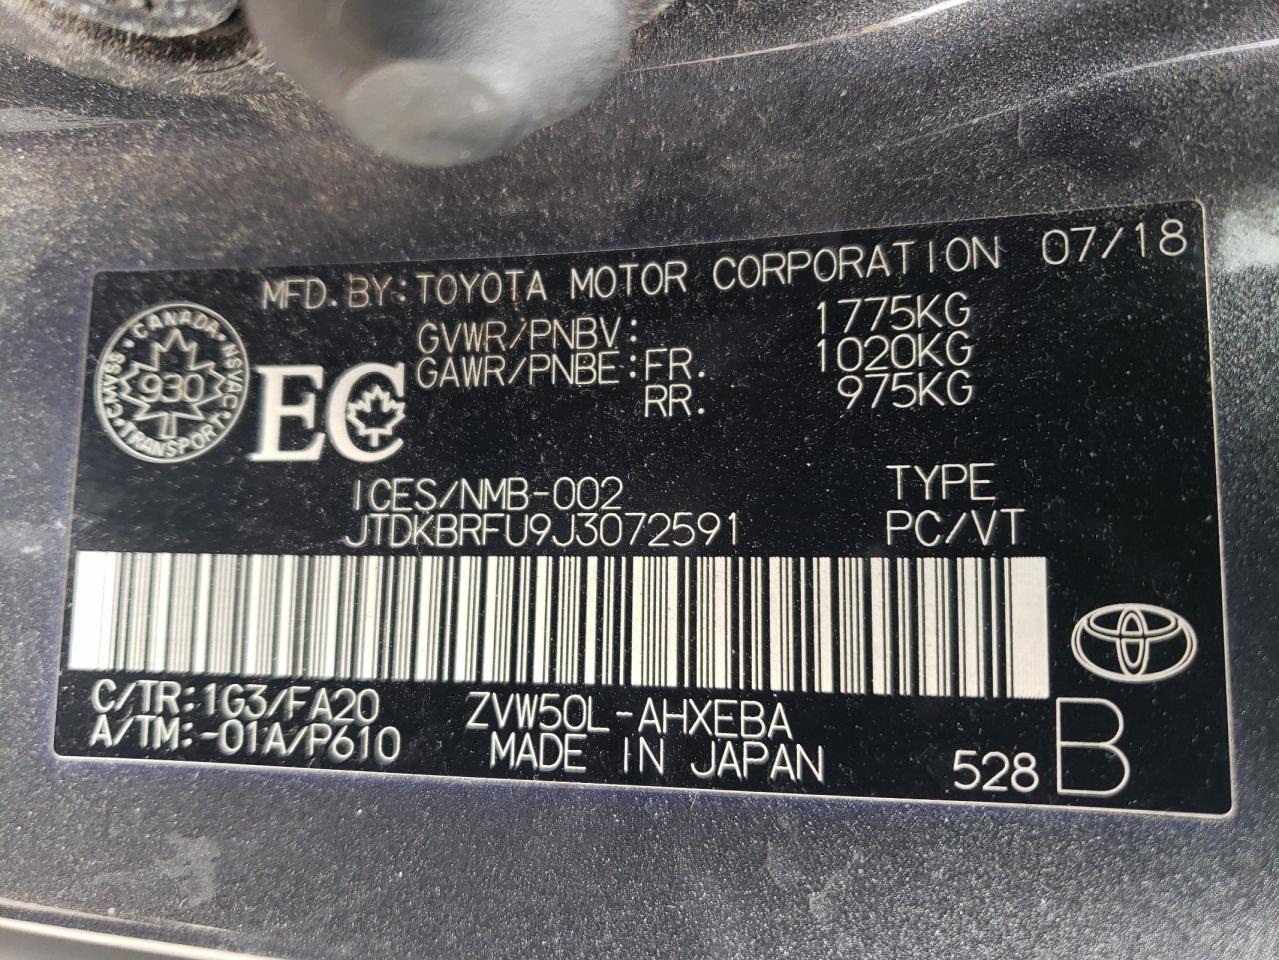 MFD. BY: TOYOTA MOTOR CORPORATION 07/18
GVWR/PNBV: 1775KG
GAWR/PNBE: FR. 1020KG
RR. 975KG
CANADA
CMVSS 930 NSVAC
TRANSPORT
EC
ICES/NMB-002 TYPE
JTDKBRFU9J3072591 PC/VT
C/TR: 1G3/FA20 ZVW50L-AHXEBA
A/TM: -01A/P610 MADE IN JAPAN 528 B